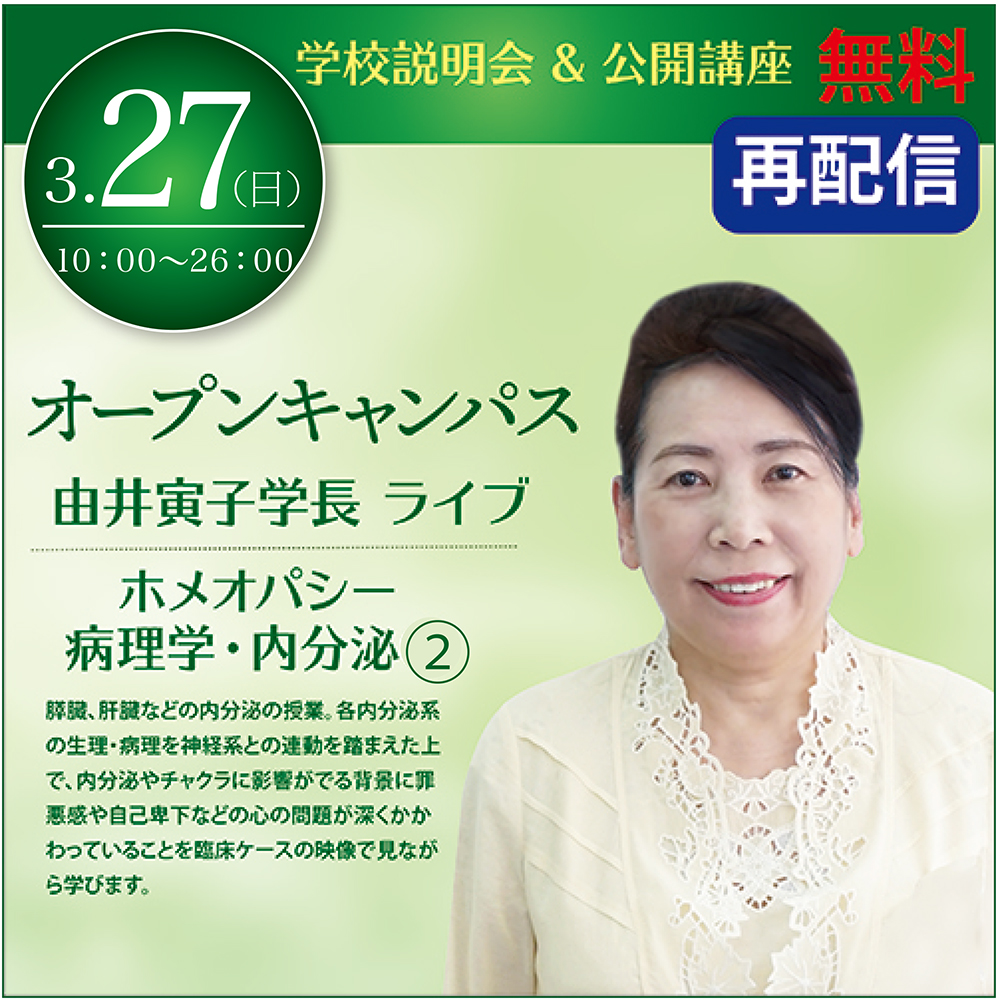 学校説明会 & 公開講座 無料
再配信
3.27(日)
10:00～26:00
オープンキャンパス
由井寅子学長 ライブ
ホメオパシー
病理学・内分泌②
膵臓、肝臓などの内分泌の授業。各内分泌系
の生理・病理を神経系との連動を踏まえた上
で、内分泌やチャクラに影響がでる背景に罪
悪感や自己卑下などの心の問題が深くかか
わっていることを臨床ケースの映像で見なが
ら学びます。